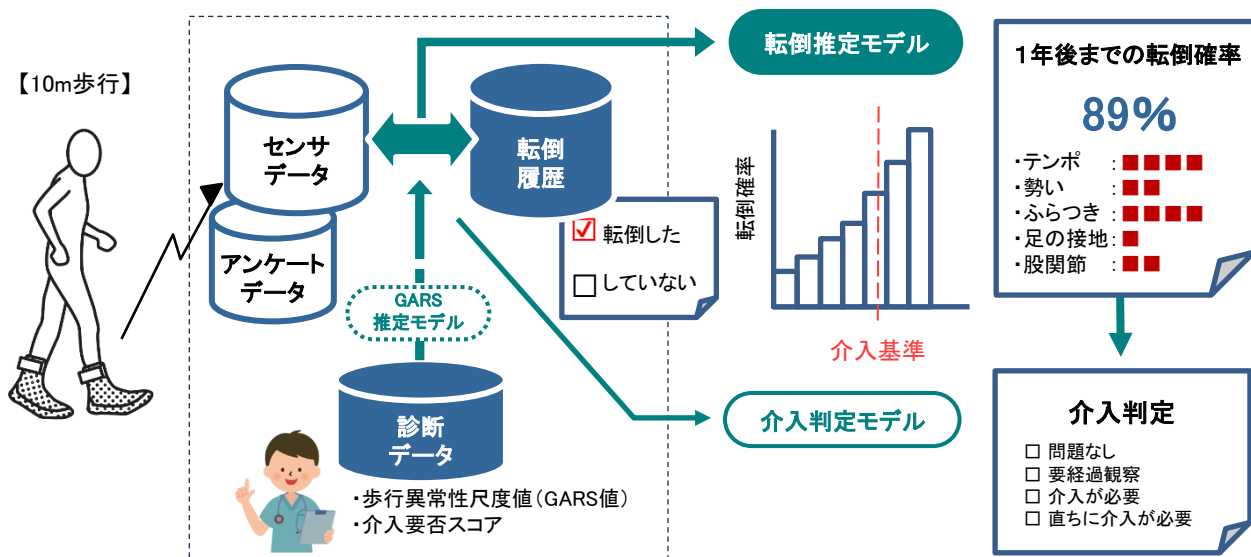 【10m歩行】
センサ
データ
アンケート
データ
転倒
履歴
転倒した
していない
GARS
推定モデル
診断
データ
・歩行異常性尺度値（GARS値）
・介入要否スコア
転倒推定モデル
転倒確率
介入基準
介入判定モデル
１年後までの転倒確率
89%
・テンポ ：■■■■
・勢い ：■■
・ふらつき ：■■■■
・足の接地 ：■
・股関節 ：■■
介入判定
□ 問題なし
□ 要経過観察
□ 介入が必要
□ 直ちに介入が必要